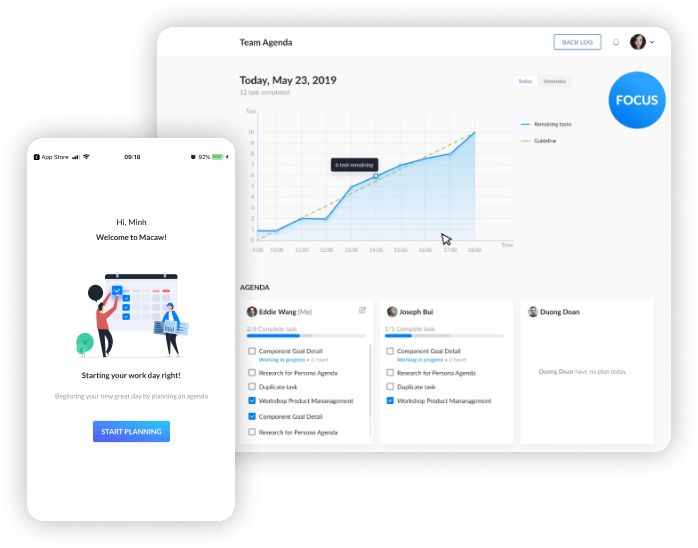 Team Agenda
BACK LOG
Today, May 23, 2019
12 task completed
Today
Yesterday
FOCUS
Task
Remaining tasks
Guideline
10
9
8
7
6
5
4
3
2
1
0
6 task remaining
9:00 10:00 11:00 12:00 13:00 14:00 15:00 16:00 17:00 18:00
Time
AGENDA
Eddie Wang (Me)
2/6 Complete task
Component Goal Detail
Working in progress • 2 hours
Research for Persona Agenda
Duplicate task
Workshop Product Mananagement
Component Goal Detail
Research for Persona Agenda
Joseph Bui
1/5 Complete task
Component Goal Detail
Working in progress • 2 hours
Research for Persona Agenda
Duplicate task
Workshop Product Mananagement
Duong Doan
Duong Doan have no plan today
App Store
09:18
92%
Hi, Minh
Welcome to Macaw!
Starting your work day right!
Beginning your new great day by planning an agenda
START PLANNING